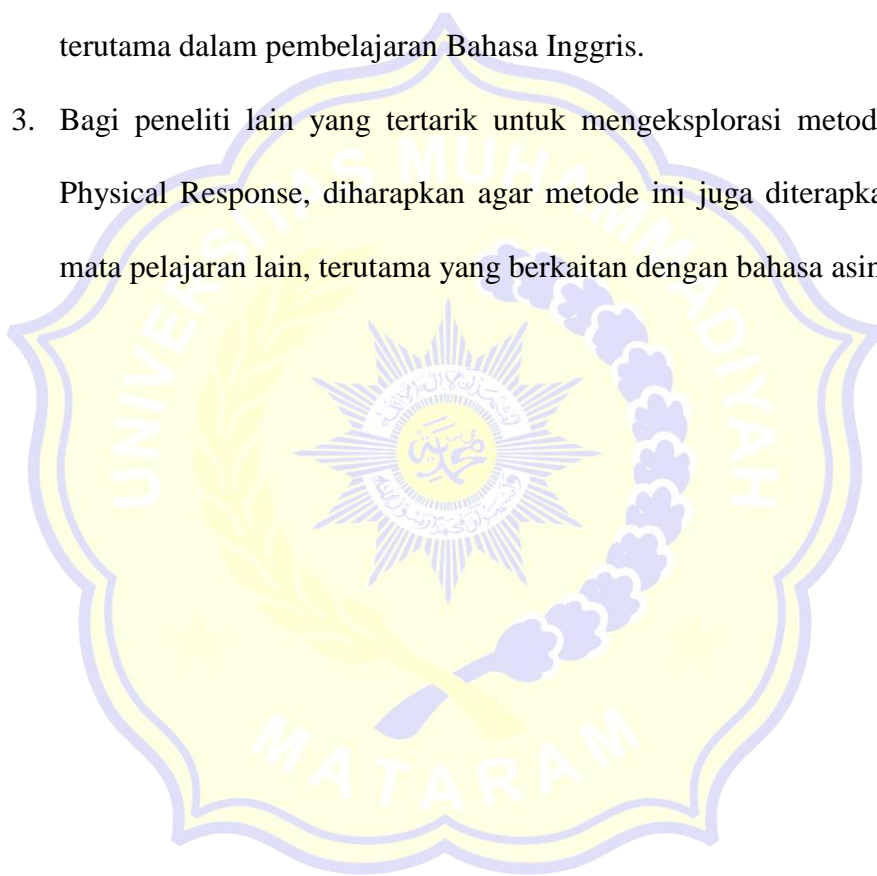 terutama dalam pembelajaran Bahasa Inggris.
3. Bagi peneliti lain yang tertarik untuk mengeksplorasi metod
Physical Response, diharapkan agar metode ini juga diterapka
mata pelajaran lain, terutama yang berkaitan dengan bahasa asin
UNIVERSITAS MUHAMMADIYAH
MATARAM